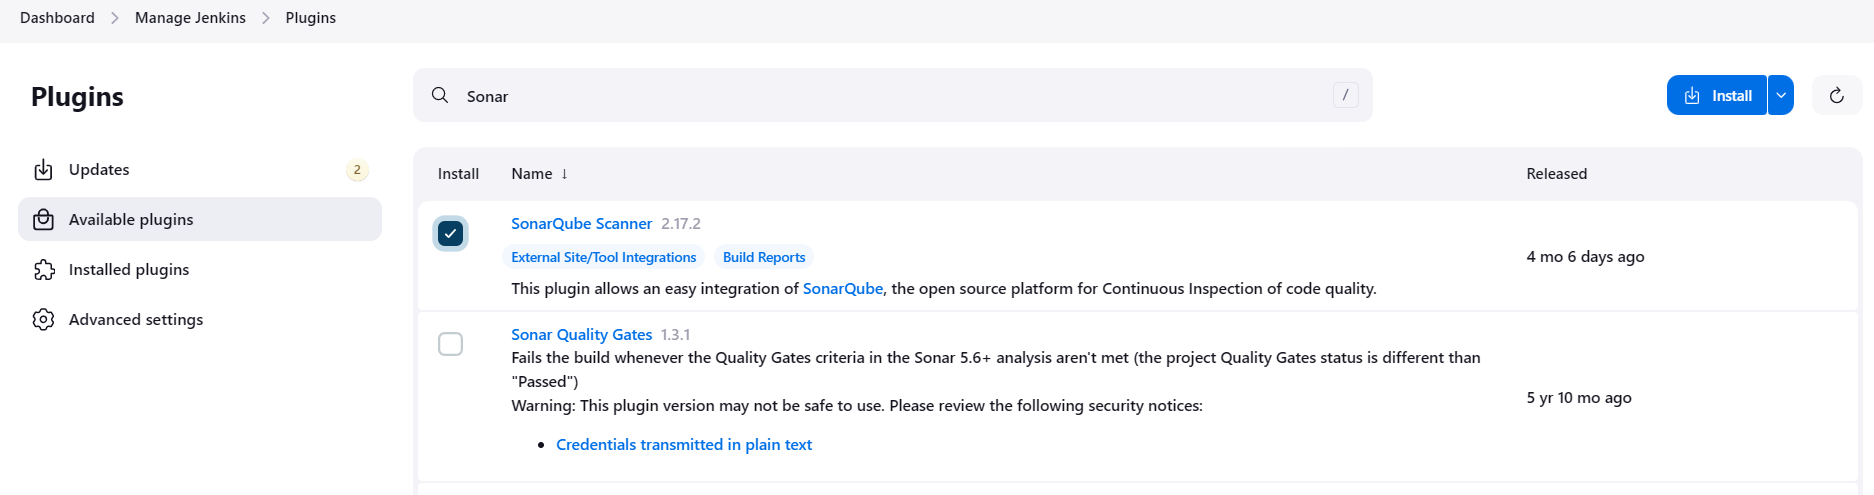 Dashboard > Manage Jenkins > Plugins
Plugins
Sonar /
Install
Updates 2
Available plugins
Installed plugins
Advanced settings
Install Name ↓ Released
SonarQube Scanner 2.17.2
External Site/Tool Integrations Build Reports
This plugin allows an easy integration of SonarQube, the open source platform for Continuous Inspection of code quality.
4 mo 6 days ago
Sonar Quality Gates 1.3.1
Fails the build whenever the Quality Gates criteria in the Sonar 5.6+ analysis aren't met (the project Quality Gates status is different than
"Passed")
Warning: This plugin version may not be safe to use. Please review the following security notices:
• Credentials transmitted in plain text
5 yr 10 mo ago